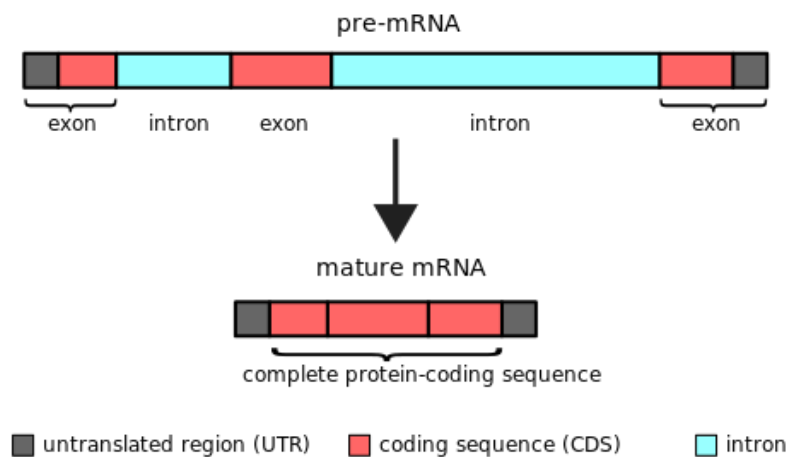 pre-mRNA
exon intron exon intron exon
mature mRNA
complete protein-coding sequence
untranslated region (UTR) coding sequence (CDS) intron